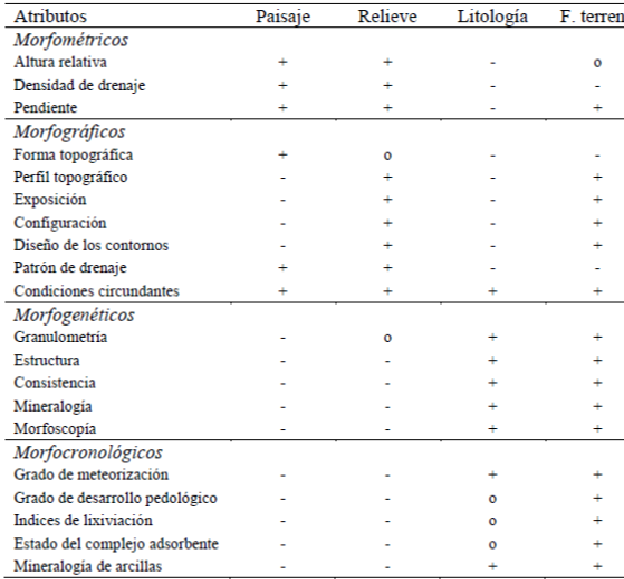 Atributos Paisaje Relieve Litología F. terren
Morfométricos
Altura relativa + + - o
Densidad de drenaje + + - -
Pendiente + + - +
Morfográficos
Forma topográfica + o - -
Perfil topográfico - + - +
Exposición - + - +
Configuración - + - +
Diseño de los contornos - + - +
Patrón de drenaje + + - -
Condiciones circundantes + + + +
Morfogenéticos
Granulometría - o + +
Estructura - - + +
Consistencia - - + +
Mineralogía - - + +
Morfoscopía - - + +
Morfocronológicos
Grado de meteorización - - + +
Grado de desarrollo pedológico - - o +
Indices de lixiviación - - o +
Estado del complejo adsorbente - - o +
Mineralogía de arcillas - - + +